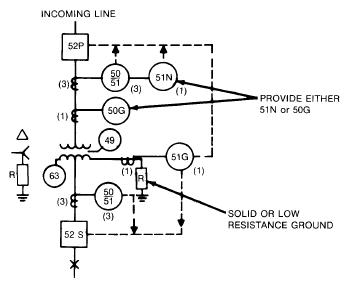 INCOMING LINE
52P
50
51
51N
(3)
(3)
(1)
50G
(1)
PROVIDE EITHER
51N or 50G
49
51G
63
(1)
(1)
R
R
50
51
(3)
(3)
SOLID OR LOW
RESISTANCE GROUND
52 S